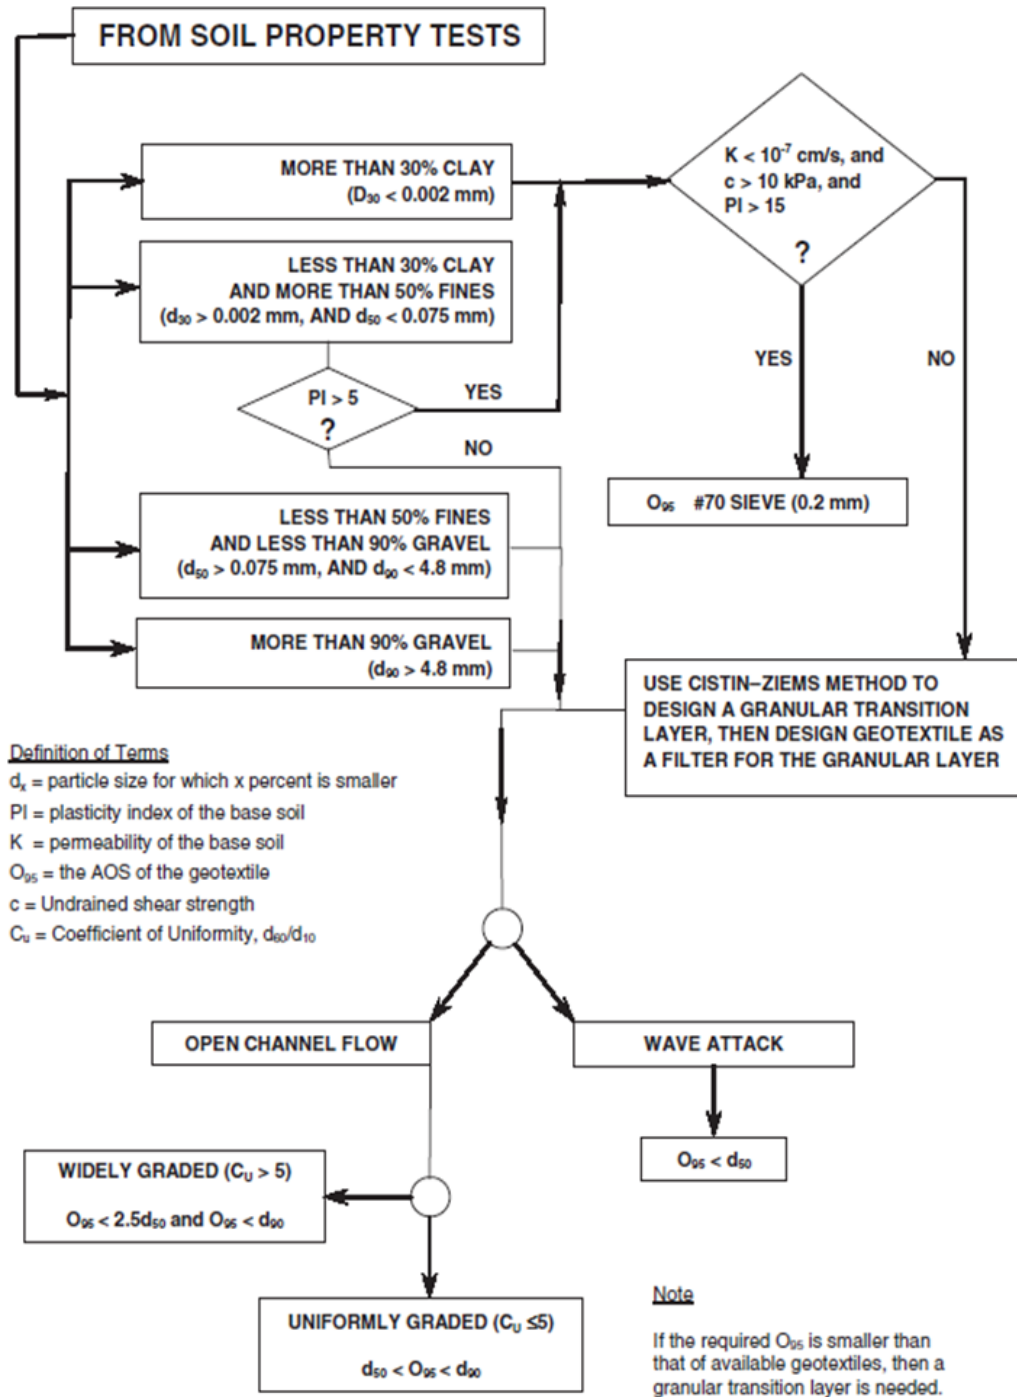 FROM SOIL PROPERTY TESTS
MORE THAN 30% CLAY
(D₃₀ < 0.002 mm)
K < 10⁻⁷ cm/s, and
c > 10 kPa, and
PI > 15
?
LESS THAN 30% CLAY
AND MORE THAN 50% FINES
(d₃₀ > 0.002 mm, AND d₅₀ < 0.075 mm)
YES
NO
PI > 5
?
YES
NO
O₉₅ #70 SIEVE (0.2 mm)
LESS THAN 50% FINES
AND LESS THAN 90% GRAVEL
(d₅₀ > 0.075 mm, AND d₉₀ < 4.8 mm)
MORE THAN 90% GRAVEL
(d₉₀ > 4.8 mm)
USE CISTIN–ZIEMS METHOD TO
DESIGN A GRANULAR TRANSITION
LAYER, THEN DESIGN GEOTEXTILE AS
A FILTER FOR THE GRANULAR LAYER
Definition of Terms
dₓ = particle size for which x percent is smaller
PI = plasticity index of the base soil
K = permeability of the base soil
O₉₅ = the AOS of the geotextile
c = Undrained shear strength
Cᵤ = Coefficient of Uniformity, d₆₀/d₁₀
OPEN CHANNEL FLOW
WAVE ATTACK
O₉₅ < d₅₀
WIDELY GRADED (C_U > 5)
O₉₅ < 2.5d₅₀ and O₉₅ < d₉₀
UNIFORMLY GRADED (C_U ≤5)
d₅₀ < O₉₅ < d₉₀
Note
If the required O₉₅ is smaller than
that of available geotextiles, then a
granular transition layer is needed.